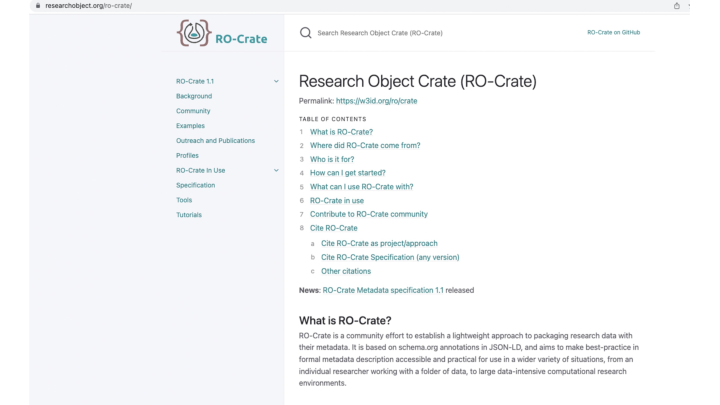 researchobject.org/ro-crate/
RO-Crate
Search Research Object Crate (RO-Crate)
RO-Crate on GitHub
RO-Crate 1.1
Background
Community
Examples
Outreach and Publications
Profiles
RO-Crate In Use
Specification
Tools
Tutorials
Research Object Crate (RO-Crate)
Permalink: https://w3id.org/ro/crate
TABLE OF CONTENTS
1 What is RO-Crate?
2 Where did RO-Crate come from?
3 Who is it for?
4 How can I get started?
5 What can I use RO-Crate with?
6 RO-Crate in use
7 Contribute to RO-Crate community
8 Cite RO-Crate
a Cite RO-Crate as project/approach
b Cite RO-Crate Specification (any version)
c Other citations
News: RO-Crate Metadata specification 1.1 released
What is RO-Crate?
RO-Crate is a community effort to establish a lightweight approach to packaging research data with
their metadata. It is based on schema.org annotations in JSON-LD, and aims to make best-practice in
formal metadata description accessible and practical for use in a wider variety of situations, from an
individual researcher working with a folder of data, to large data-intensive computational research
environments.